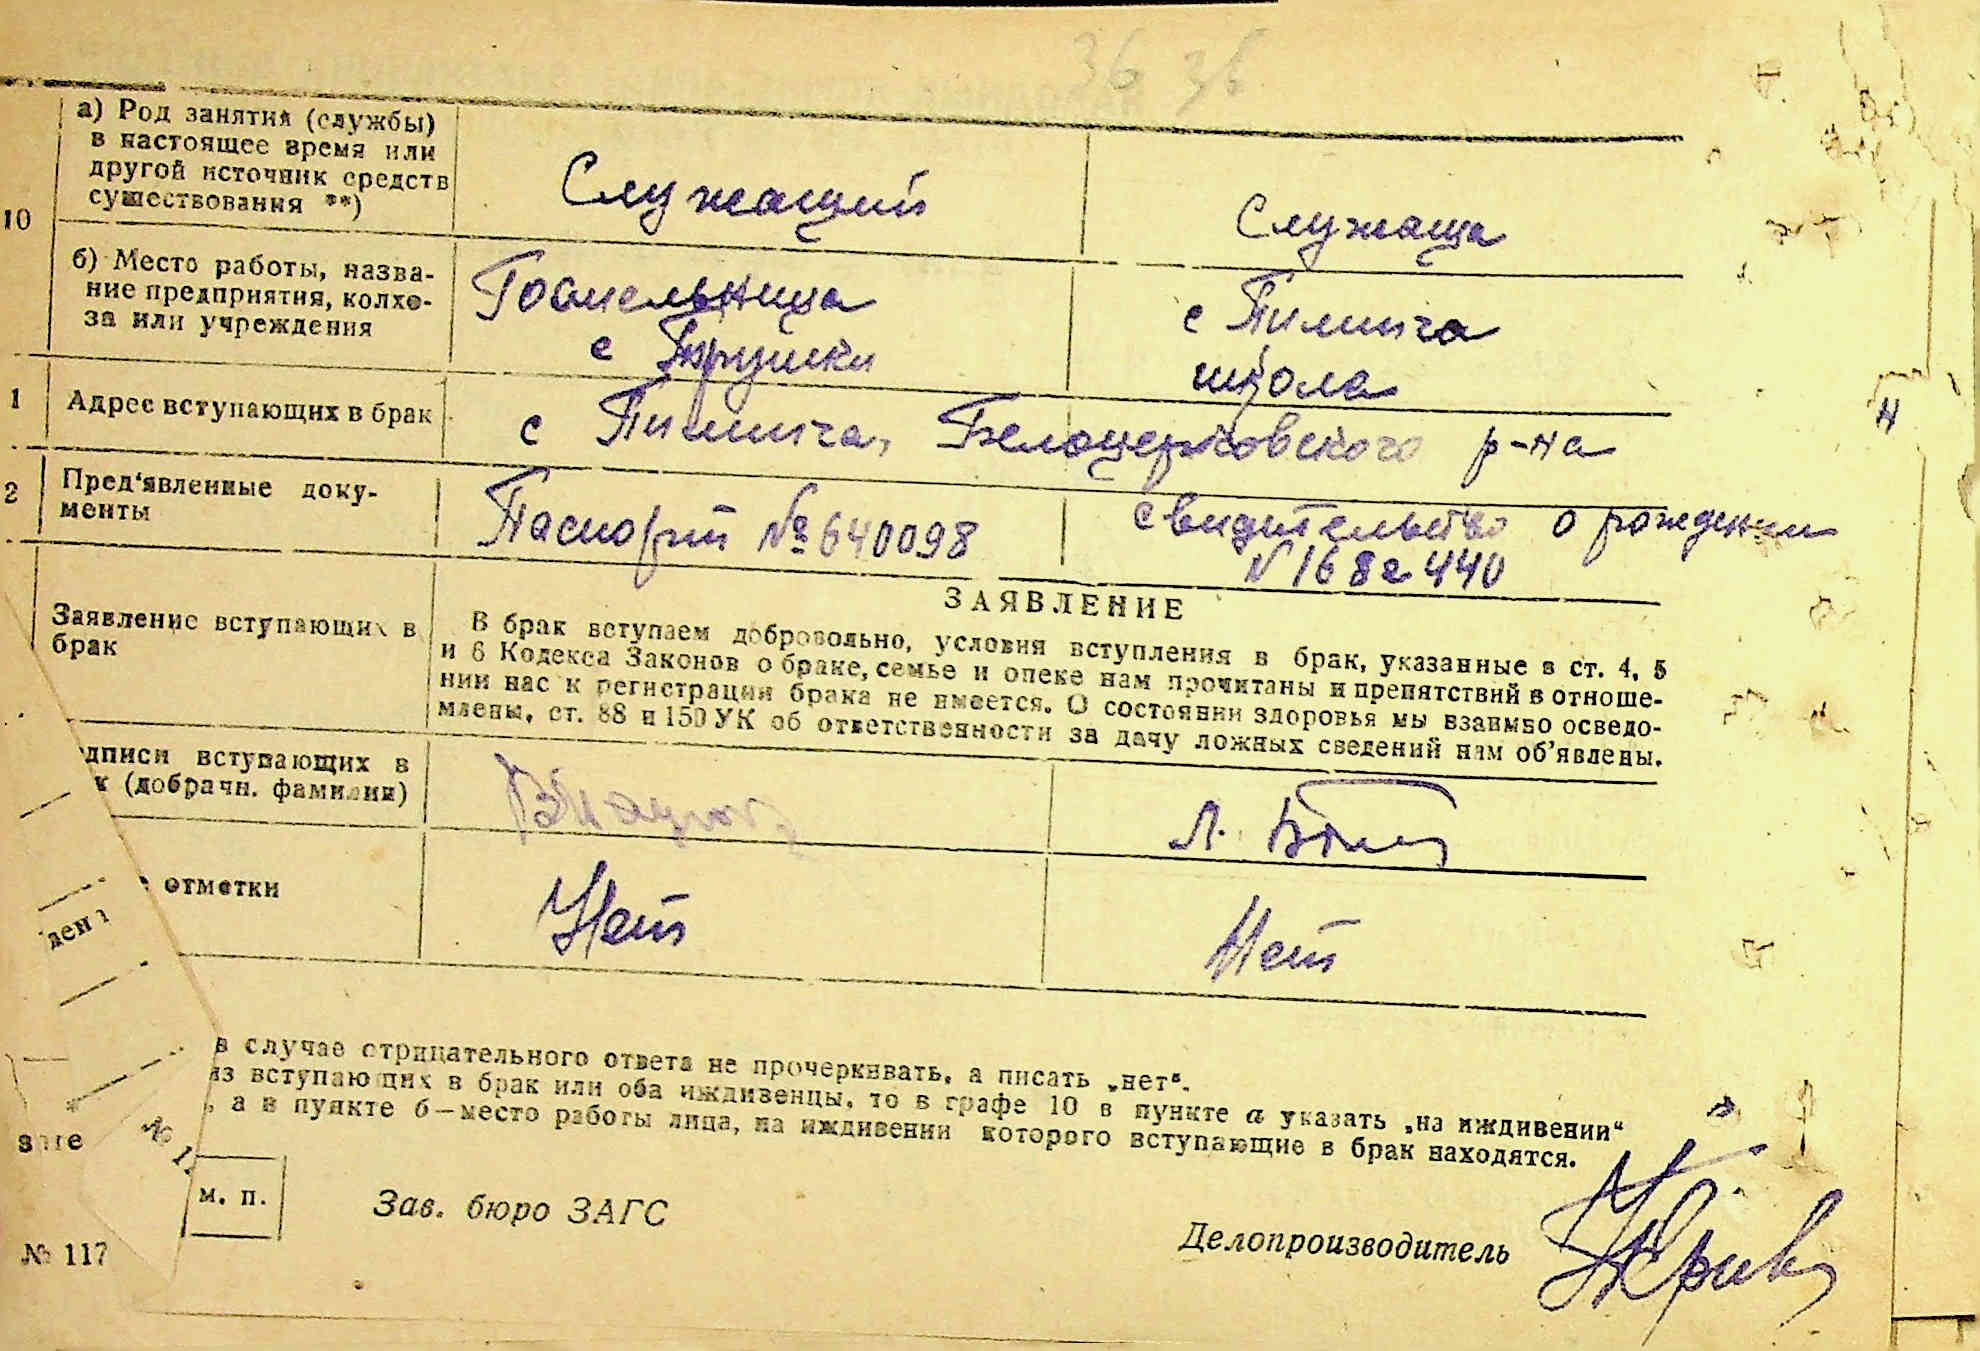 36 36
10
а) Род занятия (службы)
в настоящее время или
другой источник средств
существования **)
Служащий
Служаща
б) Место работы, назва-
ние предприятия, колхо-
за или учреждения
Госмельница
с Трушки
с Пилипча
школа
1
Адрес вступающих в брак
с Пилипча, Белоцерковского р-на
2
Пред‘явленные доку-
менты
Паспорт № 640098
свидительство о рождении
N 168 440
Заявление вступающих в
брак
ЗАЯВЛЕНИЕ
В брак вступаем добровольно, условия вступления в брак, указанные в ст. 4, 5
и 6 Кодекса Законов о браке, семье и опеке нам прочитаны и препятствий в отноше-
нии нас к регистрации брака не имеется. О состоянии здоровья мы взаимно осведо-
млены, ст. 88 и 150 УК об ответственности за дачу ложных сведений нам об’явлены.
дписи вступающих в
к (добрачн. фамилии)
Л.
е отметки
Нет
Нет
в случае отрицательного ответа не прочеркивать, а писать „нет“.
из вступающих в брак или оба иждивенцы, то в графе 10 в пункте а указать „на иждивении“
, а в пункте б—место работы лица, на иждивении которого вступающие в брак находятся.
заге
м. п.
Зав. бюро ЗАГС
Делопроизводитель
№ 117
Н